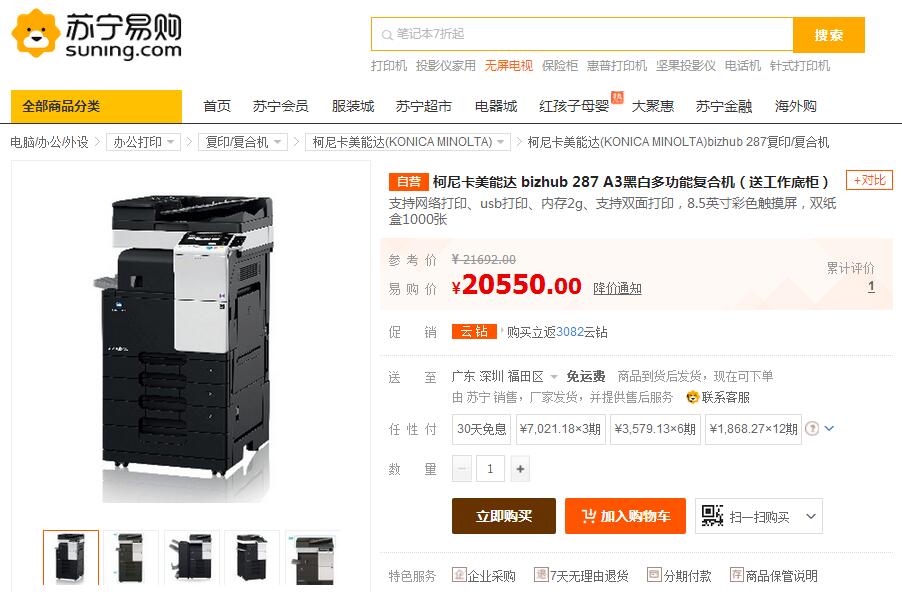 苏宁易购
suning.com
笔记本7折起
搜索
打印机 投影仪家用 无屏电视 保险柜 惠普打印机 坚果投影仪 电话机 针式打印机
全部商品分类 首页 苏宁会员 服装城 苏宁超市 电器城 红孩子母婴 热 大聚惠 苏宁金融 海外购
电脑/办公/外设 办公打印 复印/复合机 柯尼卡美能达(KONICA MINOLTA) 柯尼卡美能达(KONICA MINOLTA)bizhub 287复印/复合机
自营 柯尼卡美能达 bizhub 287 A3黑白多功能复合机（送工作底柜） +对比
支持网络打印、usb打印、内存2g、支持双面打印，8.5英寸彩色触摸屏，双纸
盒1000张
参考价 ¥21692.00
累计评价
易购价 ¥20550.00 降价通知
1
促销 云钻 购买立返3082云钻
送至 广东 深圳 福田区 免运费 商品到货后发货，现在可下单
由 苏宁 销售，厂家发货，并提供售后服务 联系客服
任性付 30天免息 ¥7,021.18×3期 ¥3,579.13×6期 ¥1,868.27×12期 ?
数量 − 1 +
立即购买 加入购物车 扫一扫购买
特色服务 企 企业采购 退 7天无理由退货 分期付款 存 商品保管说明